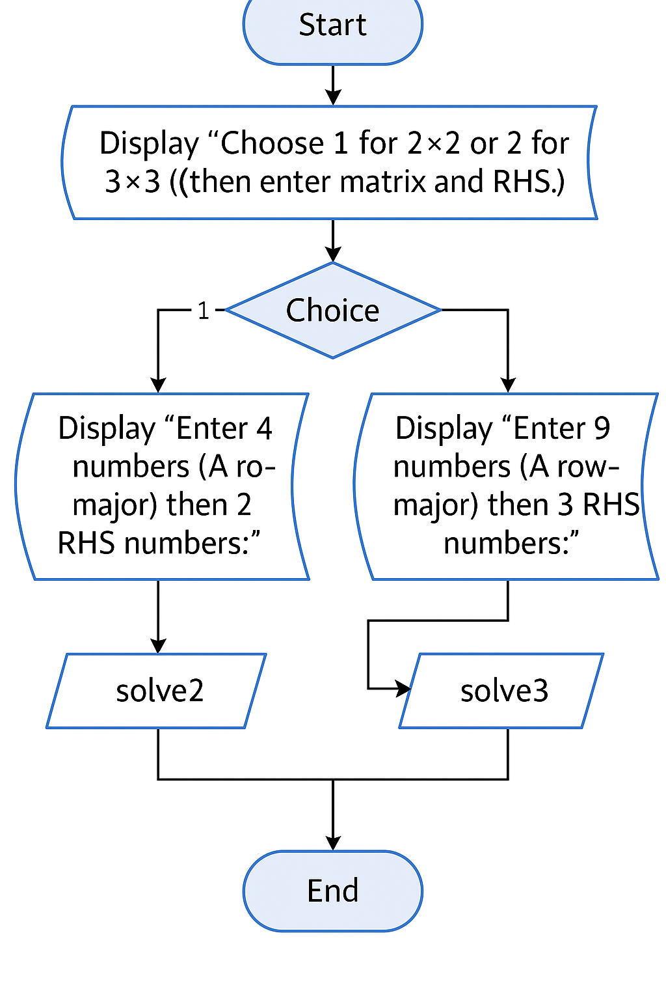 Start
Display “Choose 1 for 2×2 or 2 for
3×3 ((then enter matrix and RHS.)
Choice
1
Display “Enter 4
numbers (A ro-
major) then 2
RHS numbers:”
Display “Enter 9
numbers (A row-
major) then 3 RHS
numbers:”
solve2
solve3
End